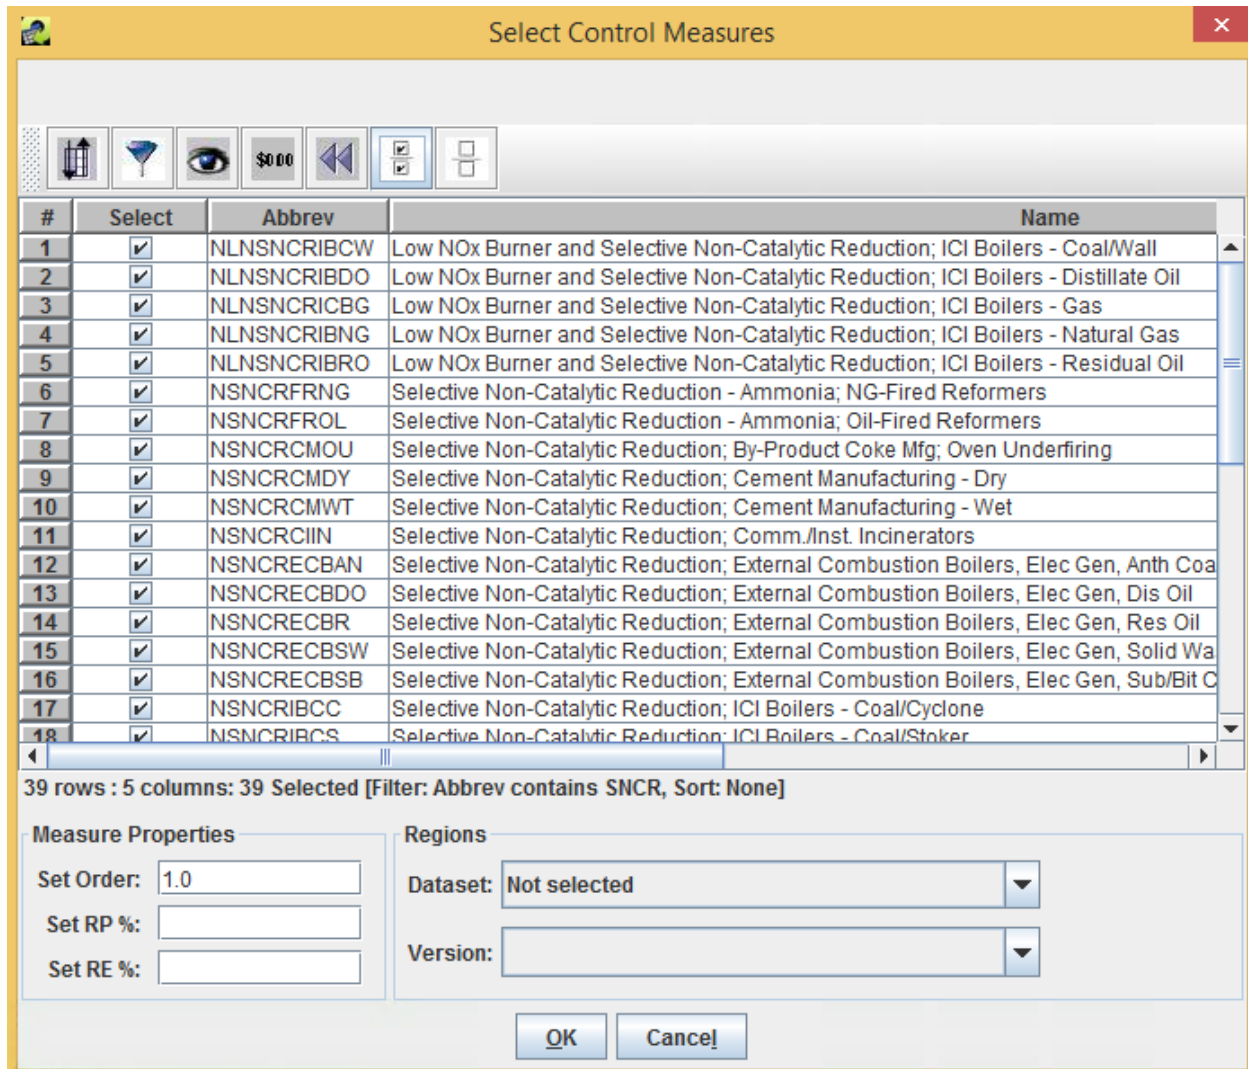 Select Control Measures
x
$000
# Select Abbrev Name
1 NLNSNCRIBCW Low NOx Burner and Selective Non-Catalytic Reduction; ICI Boilers - Coal/Wall
2 NLNSNCRIBDO Low NOx Burner and Selective Non-Catalytic Reduction; ICI Boilers - Distillate Oil
3 NLNSNCRICBG Low NOx Burner and Selective Non-Catalytic Reduction; ICI Boilers - Gas
4 NLNSNCRIBNG Low NOx Burner and Selective Non-Catalytic Reduction; ICI Boilers - Natural Gas
5 NLNSNCRIBRO Low NOx Burner and Selective Non-Catalytic Reduction; ICI Boilers - Residual Oil
6 NSNCRFRNG Selective Non-Catalytic Reduction - Ammonia; NG-Fired Reformers
7 NSNCRFROL Selective Non-Catalytic Reduction - Ammonia; Oil-Fired Reformers
8 NSNCRCMOU Selective Non-Catalytic Reduction; By-Product Coke Mfg; Oven Underfiring
9 NSNCRCMDY Selective Non-Catalytic Reduction; Cement Manufacturing - Dry
10 NSNCRCMWT Selective Non-Catalytic Reduction; Cement Manufacturing - Wet
11 NSNCRCIIN Selective Non-Catalytic Reduction; Comm./Inst. Incinerators
12 NSNCRECBAN Selective Non-Catalytic Reduction; External Combustion Boilers, Elec Gen, Anth Coa
13 NSNCRECBDO Selective Non-Catalytic Reduction; External Combustion Boilers, Elec Gen, Dis Oil
14 NSNCRECBR Selective Non-Catalytic Reduction; External Combustion Boilers, Elec Gen, Res Oil
15 NSNCRECBSW Selective Non-Catalytic Reduction; External Combustion Boilers, Elec Gen, Solid Wa
16 NSNCRECBSB Selective Non-Catalytic Reduction; External Combustion Boilers, Elec Gen, Sub/Bit C
17 NSNCRIBCC Selective Non-Catalytic Reduction; ICI Boilers - Coal/Cyclone
18 NSNCRIBCS Selective Non-Catalytic Reduction; ICI Boilers - Coal/Stoker
39 rows : 5 columns: 39 Selected [Filter: Abbrev contains SNCR, Sort: None]
Measure Properties
Set Order: 1.0
Set RP %:
Set RE %:
Regions
Dataset: Not selected
Version:
OK Cancel